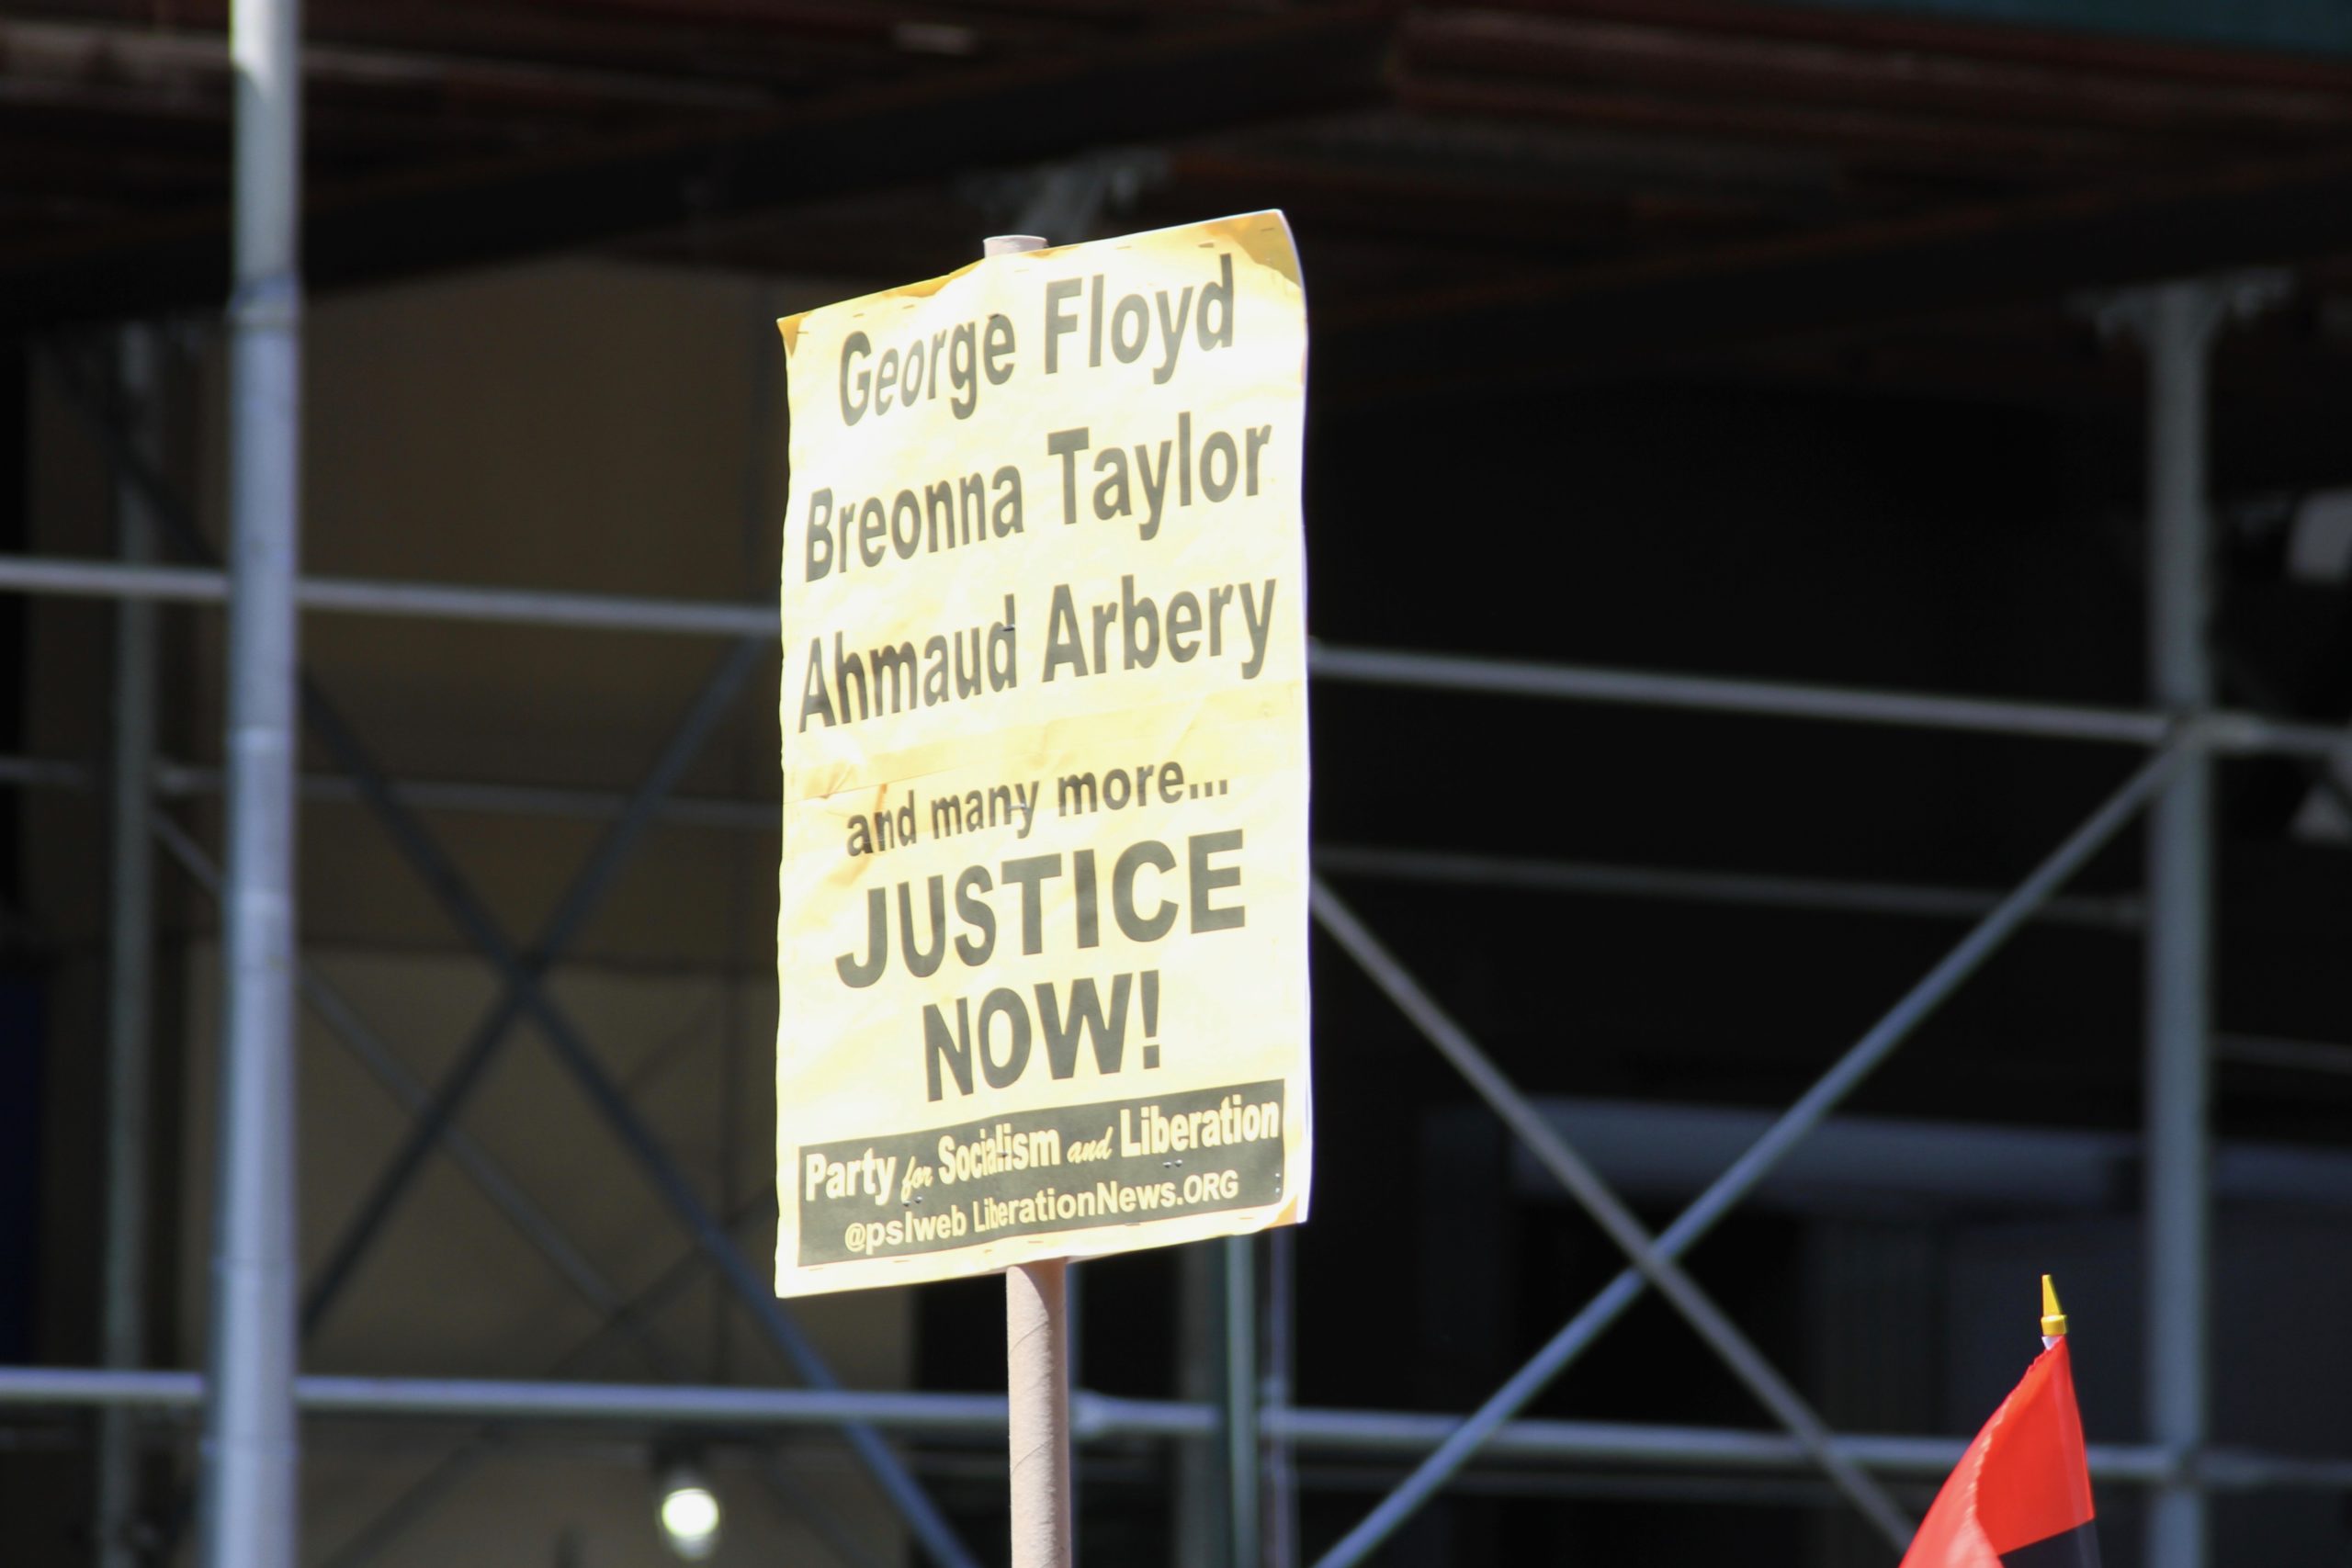 George Floyd
Breonna Taylor
Ahmaud Arbery
and many more...
JUSTICE
NOW!
Party for Socialism and Liberation
@pslweb LiberationNews.ORG